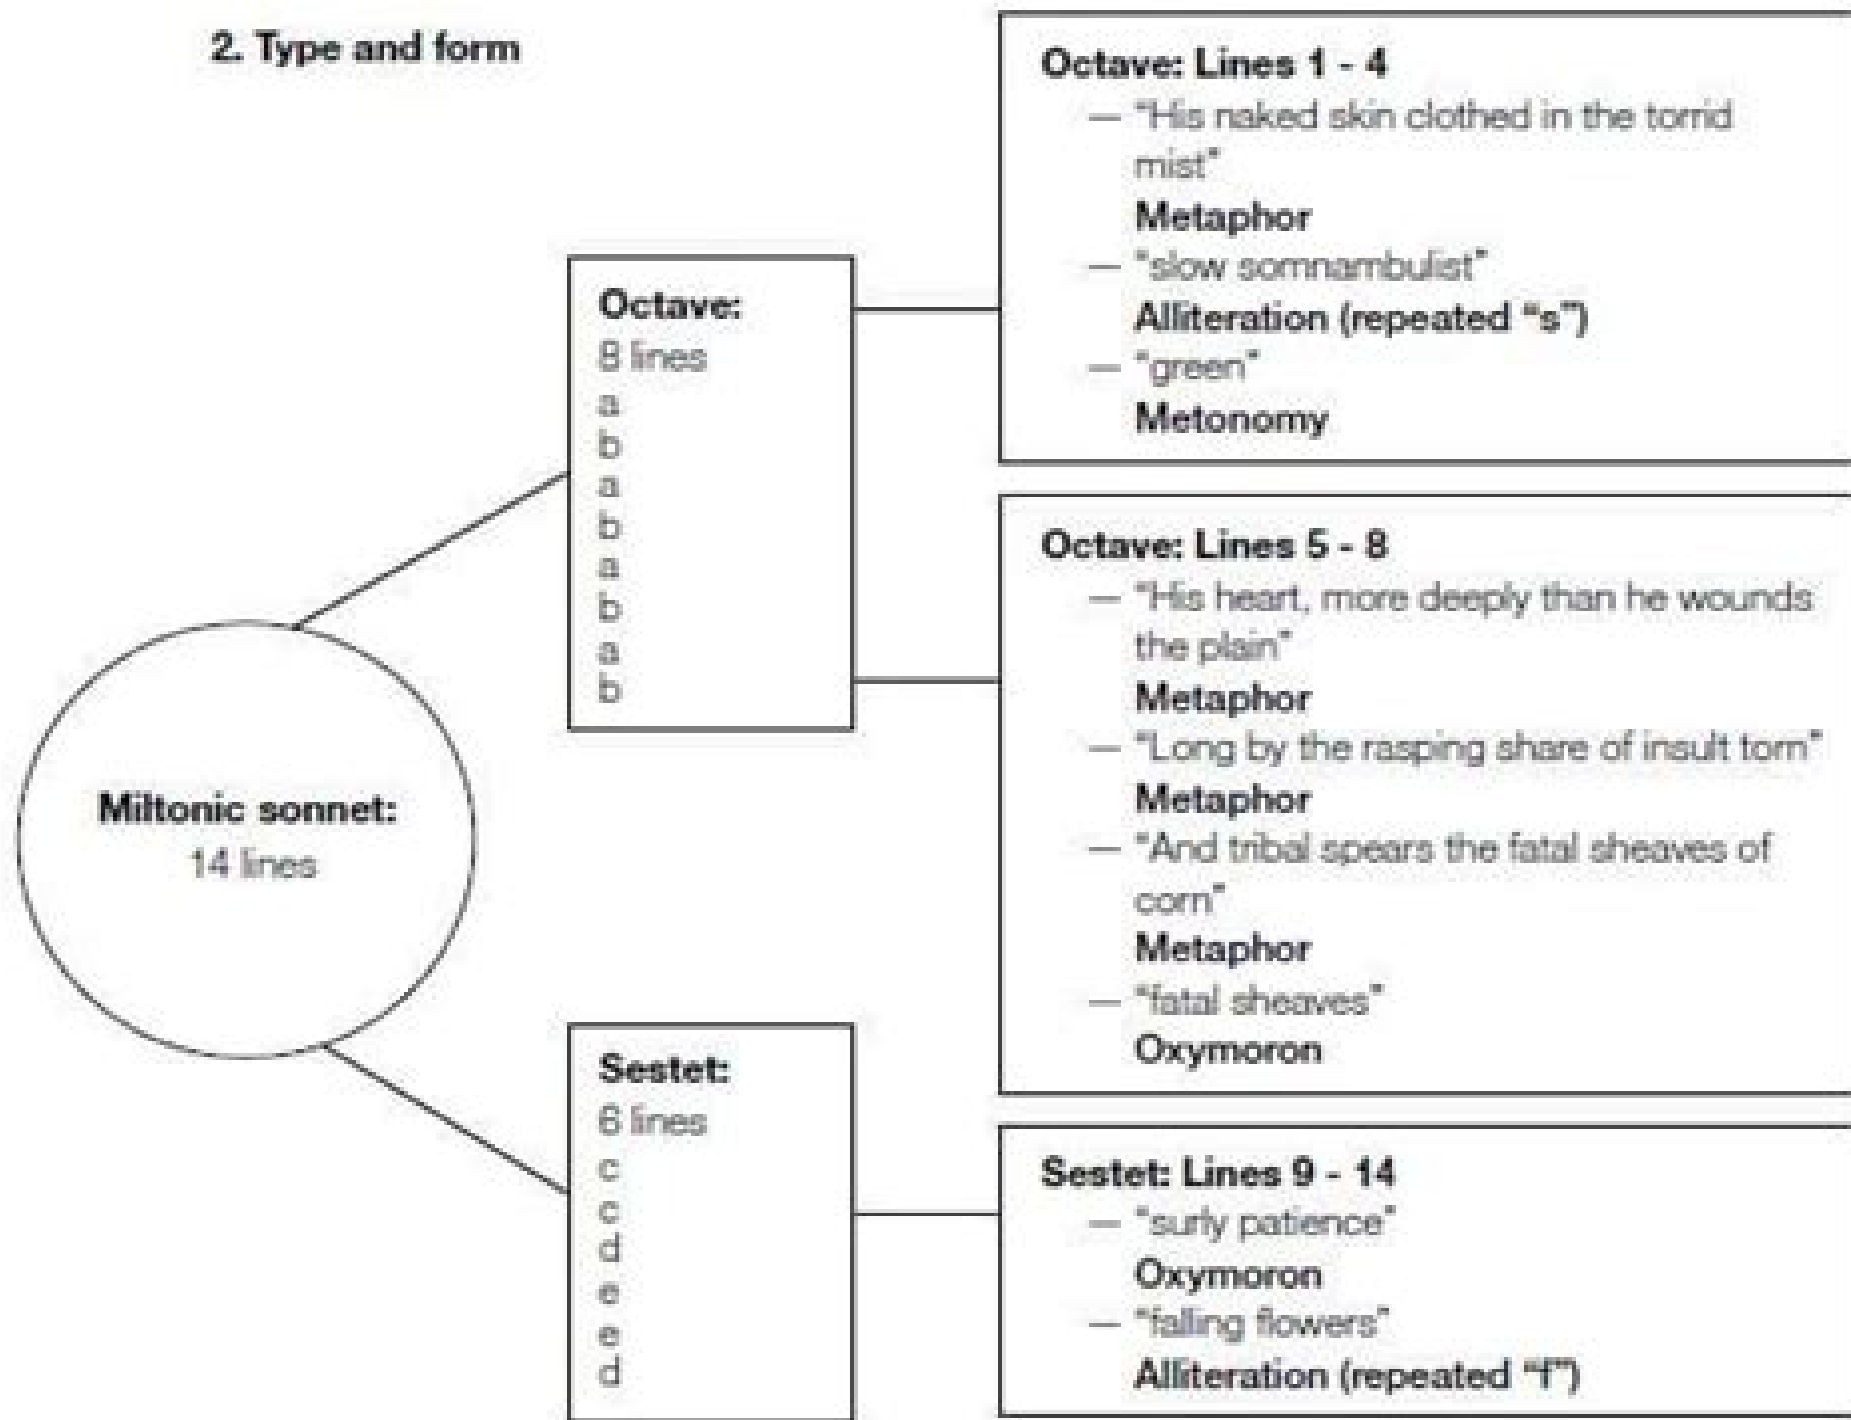 2. Type and form
Miltonic sonnet:
14 lines
Octave:
8 lines
a
b
a
b
a
b
a
b
Sestet:
6 lines
c
c
d
e
e
d
Octave: Lines 1 - 4
— "His naked skin clothed in the torrid
mist"
Metaphor
— "slow somnambulist"
Alliteration (repeated "s")
— "green"
Metonomy
Octave: Lines 5 - 8
— "His heart, more deeply than he wounds
the plain"
Metaphor
— "Long by the rasping share of insult torn"
Metaphor
— "And tribal spears the fatal sheaves of
corn"
Metaphor
— "fatal sheaves"
Oxymoron
Sestet: Lines 9 - 14
— "surly patience"
Oxymoron
— "falling flowers"
Alliteration (repeated "f")